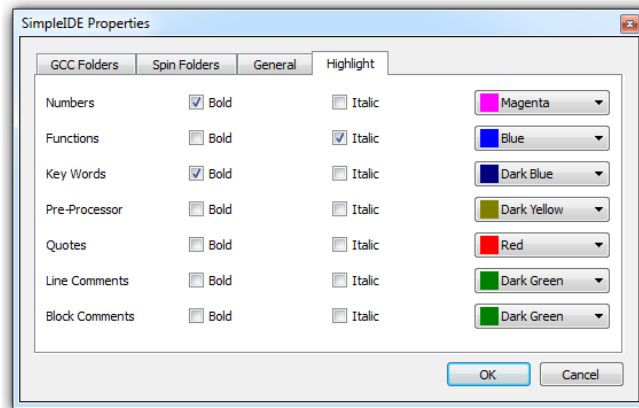 SimpleIDE Properties
GCC Folders Spin Folders General Highlight
Numbers Bold Italic Magenta
Functions Bold Italic Blue
Key Words Bold Italic Dark Blue
Pre-Processor Bold Italic Dark Yellow
Quotes Bold Italic Red
Line Comments Bold Italic Dark Green
Block Comments Bold Italic Dark Green
OK Cancel